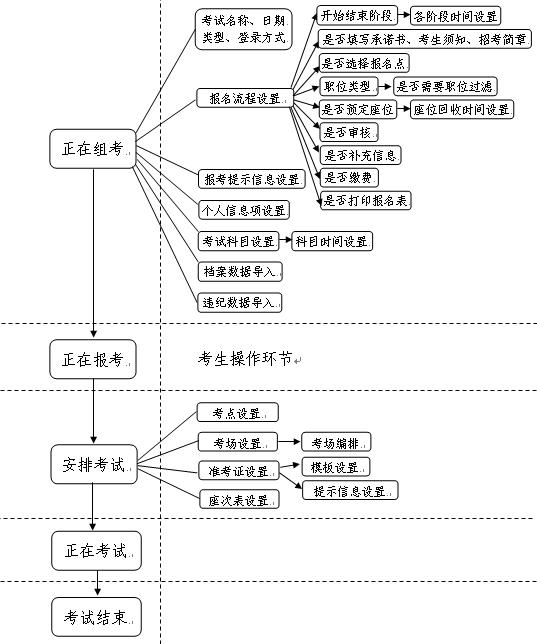 考试名称、日期
类型、登录方式
开始结束阶段
各阶段时间设置
是否填写承诺书、考生须知、招考简章
是否选择报名点
职位类型
是否需要职位过滤
报名流程设置
是否预定座位
座位回收时间设置
是否审核
正在组考
是否补充信息
是否缴费
报考提示信息设置
是否打印报名表
个人信息项设置
考试科目设置
科目时间设置
档案数据导入
违纪数据导入
正在报考
考生操作环节
考点设置
考场设置
考场编排
安排考试
准考证设置
模板设置
提示信息设置
座次表设置
正在考试
考试结束